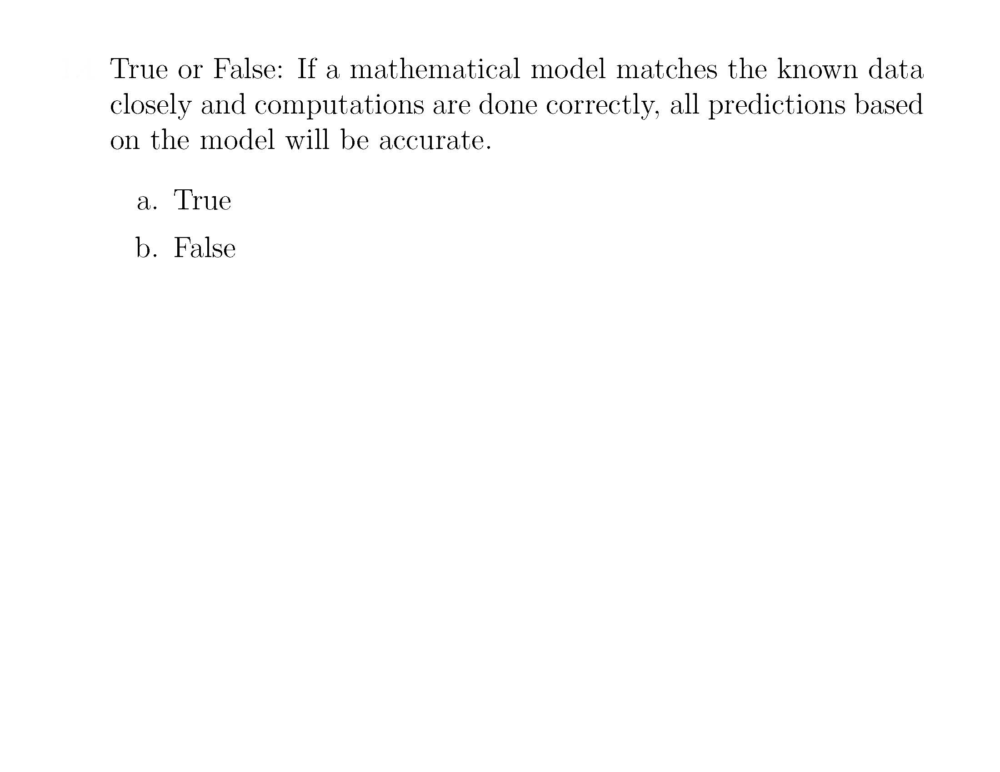 True or False: If a mathematical model matches the known data
closely and computations are done correctly, all predictions based
on the model will be accurate.
a. True
b. False